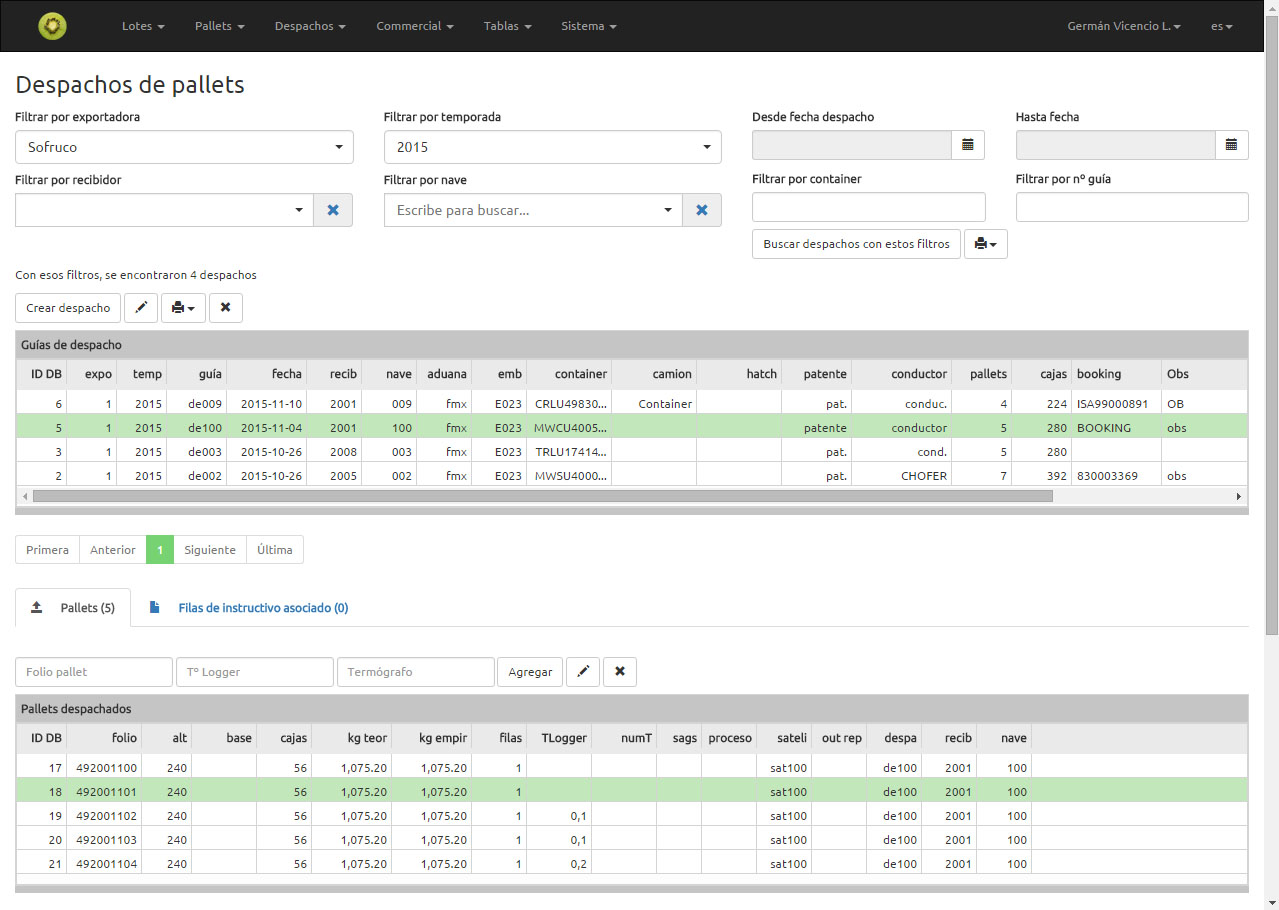 Lotes Pallets Despachos Commercial Tablas Sistema Germán Vicencio L. es
Despachos de pallets
Filtrar por exportadora Filtrar por temporada Desde fecha despacho Hasta fecha
Sofruco 2015
Filtrar por recibidor Filtrar por nave Filtrar por container Filtrar por nº guía
Escribe para buscar...
Buscar despachos con estos filtros
Con esos filtros, se encontraron 4 despachos
Crear despacho
Guías de despacho
ID DB expo temp guía fecha recib nave aduana emb container camion hatch patente conductor pallets cajas booking Obs
6 1 2015 de009 2015-11-10 2001 009 fmx E023 CRLU49830... Container pat. conduc. 4 224 ISA99000891 OB
5 1 2015 de100 2015-11-04 2001 100 fmx E023 MWCU4005... patente conductor 5 280 BOOKING obs
3 1 2015 de003 2015-10-26 2008 003 fmx E023 TRLU17414... pat. cond. 5 280
2 1 2015 de002 2015-10-26 2005 002 fmx E023 MWSU4000... pat. CHOFER 7 392 830003369 obs
Primera Anterior 1 Siguiente Última
Pallets (5) Filas de instructivo asociado (0)
Folio pallet Tº Logger Termógrafo Agregar
Pallets despachados
ID DB folio alt base cajas kg teor kg empir filas TLogger numT sags proceso sateli out rep despa recib nave
17 492001100 240 56 1,075.20 1,075.20 1 sat100 de100 2001 100
18 492001101 240 56 1,075.20 1,075.20 1 sat100 de100 2001 100
19 492001102 240 56 1,075.20 1,075.20 1 0,1 sat100 de100 2001 100
20 492001103 240 56 1,075.20 1,075.20 1 0,1 sat100 de100 2001 100
21 492001104 240 56 1,075.20 1,075.20 1 0,2 sat100 de100 2001 100